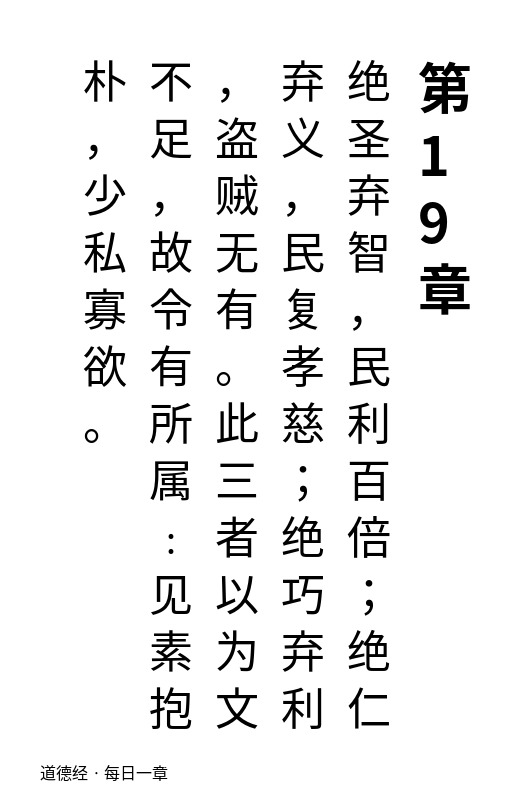 第19章
绝圣弃智，民利百倍；绝仁
弃义，民复孝慈；绝巧弃利
，盗贼无有。此三者以为文
不足，故令有所属：见素抱
朴，少私寡欲。
道德经 · 每日一章